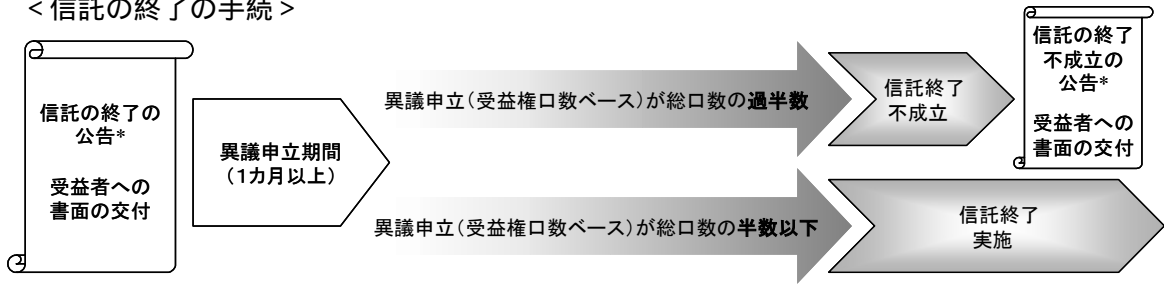 <信託の終了の手続>
信託の終了の
公告*
受益者への
書面の交付
異議申立期間
(1カ月以上)
異議申立(受益権口数ベース)が総口数の過半数
信託終了
不成立
信託の終了
不成立の
公告*
受益者への
書面の交付
異議申立(受益権口数ベース)が総口数の半数以下
信託終了
実施